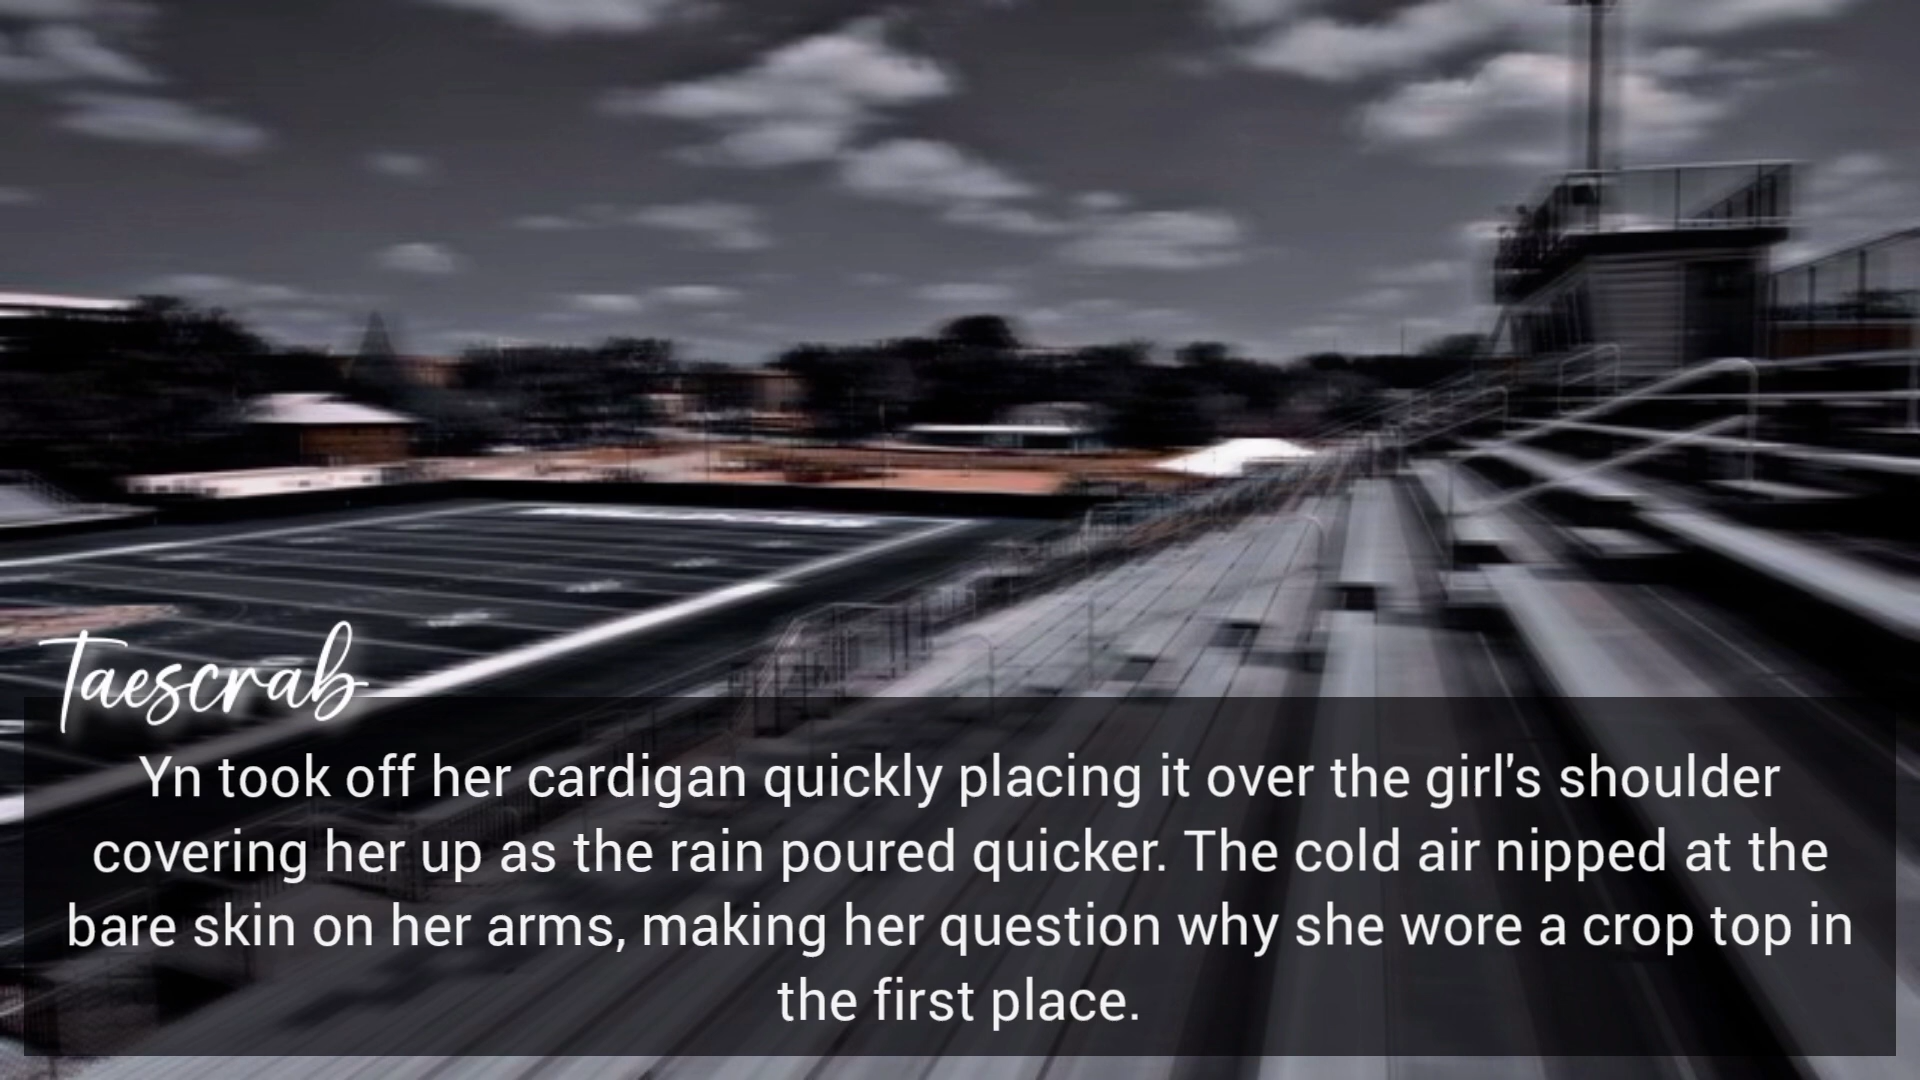 Taescrab
Yn took off her cardigan quickly placing it over the girl's shoulder
covering her up as the rain poured quicker. The cold air nipped at the
bare skin on her arms, making her question why she wore a crop top in
the first place.